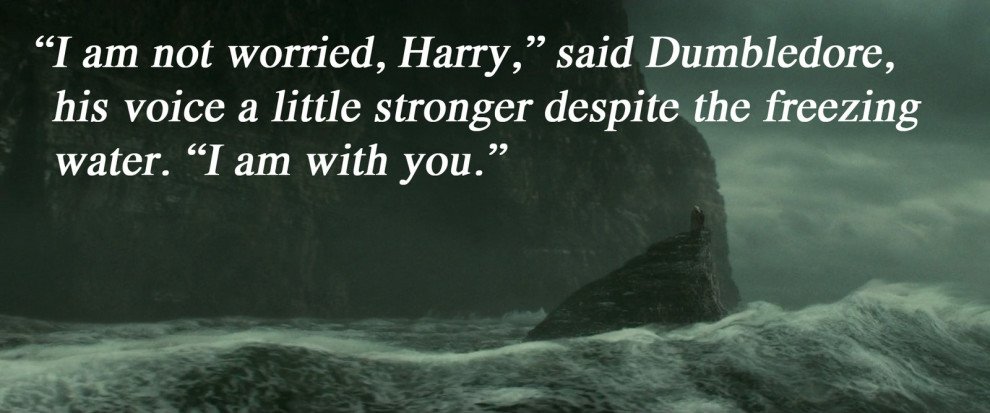 “I am not worried, Harry,” said Dumbledore,
his voice a little stronger despite the freezing
water. “I am with you.”